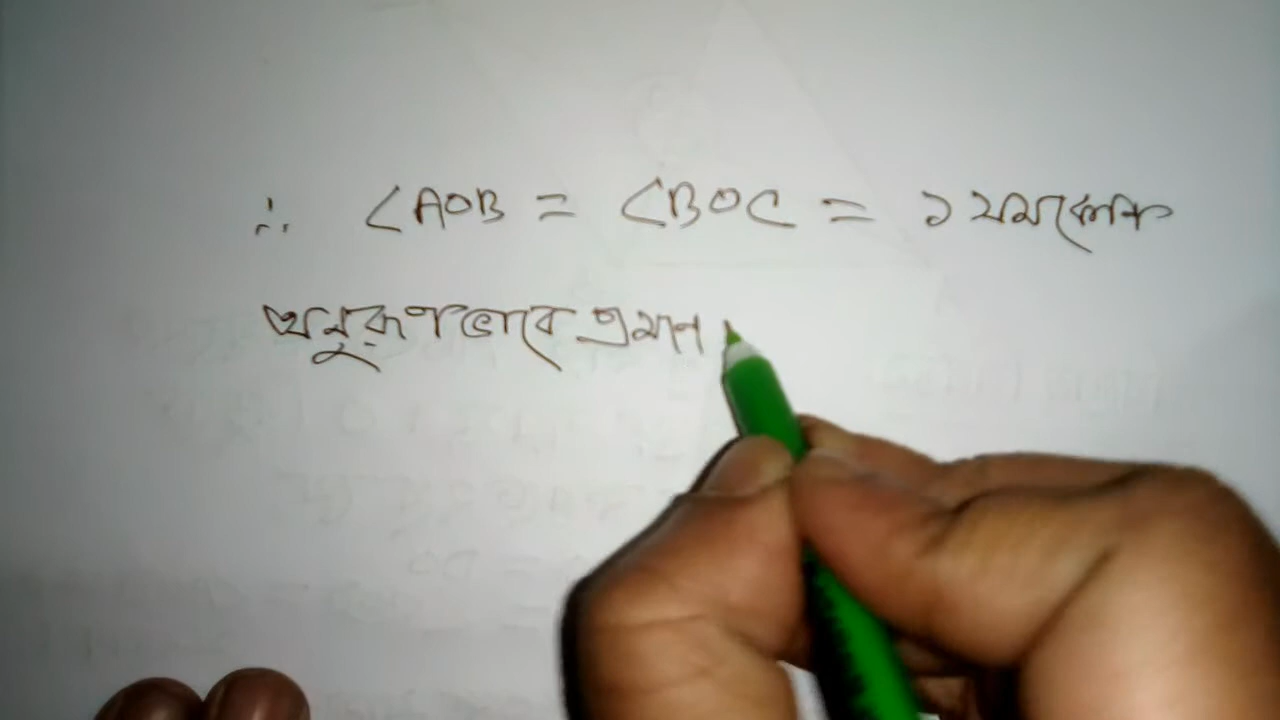 ∴ ∠AOB = ∠BOC = ১ সমকোণ
অনুরূপভাবে প্রমাণ